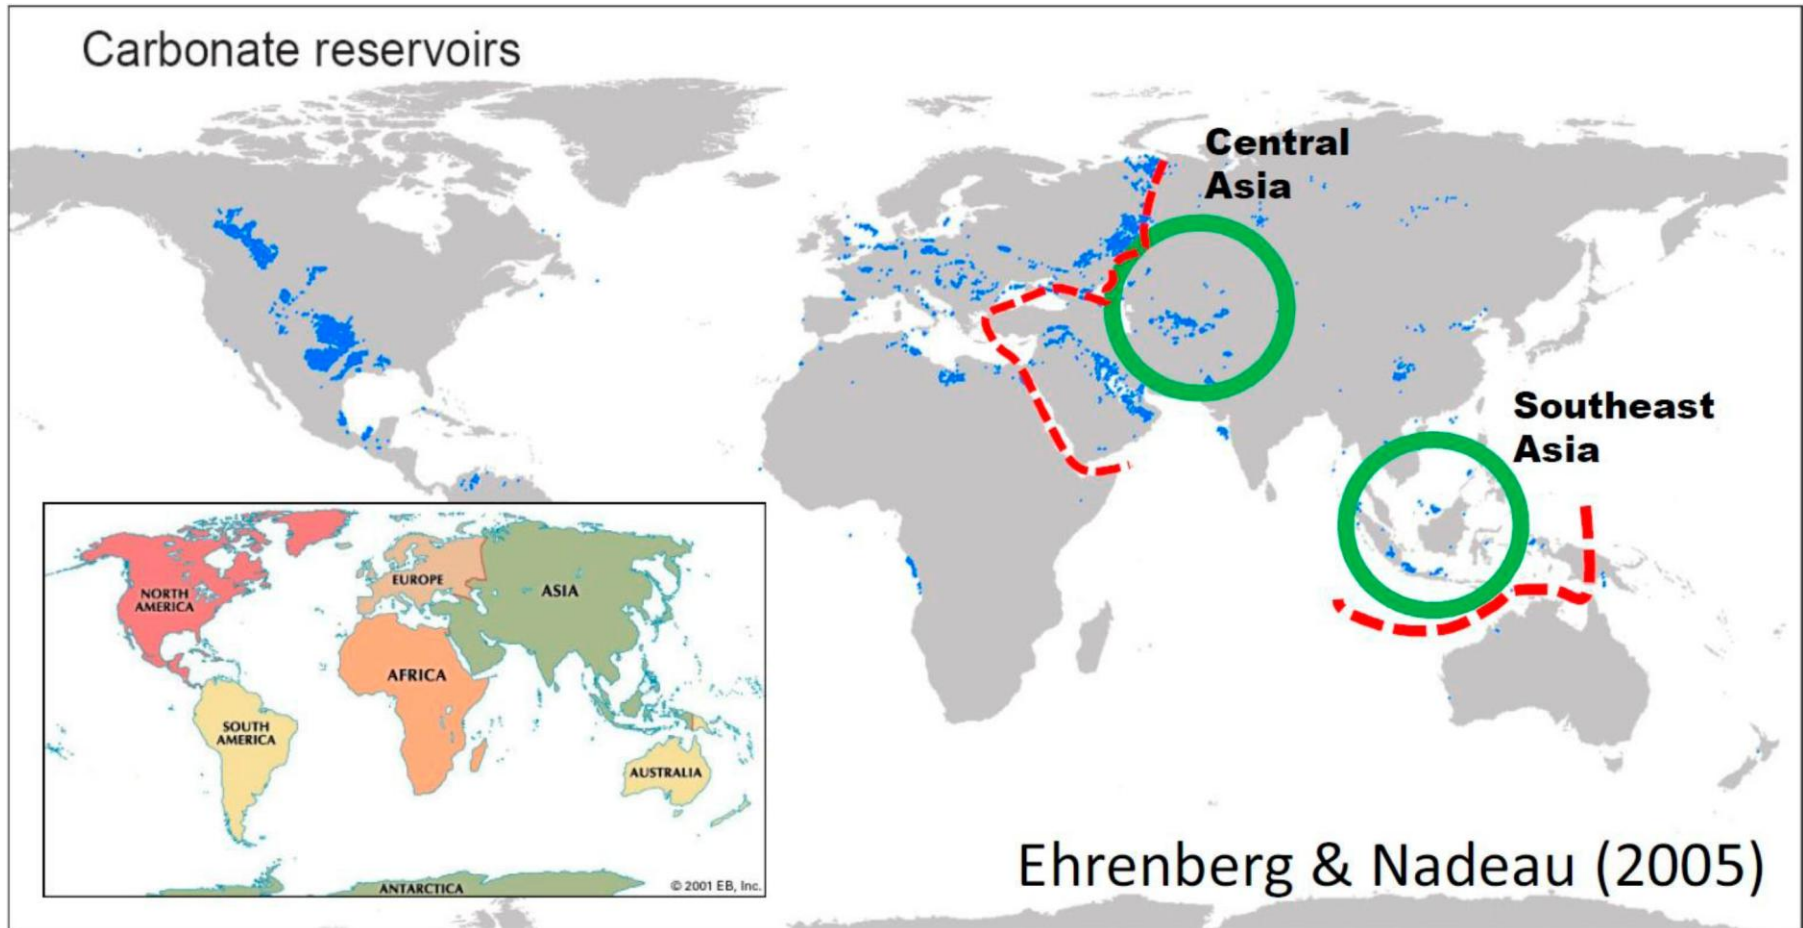 Carbonate reservoirs
Central
Asia
Southeast
Asia
NORTH
AMERICA
EUROPE
ASIA
AFRICA
SOUTH
AMERICA
AUSTRALIA
ANTARCTICA
© 2001 EB, Inc.
Ehrenberg & Nadeau (2005)